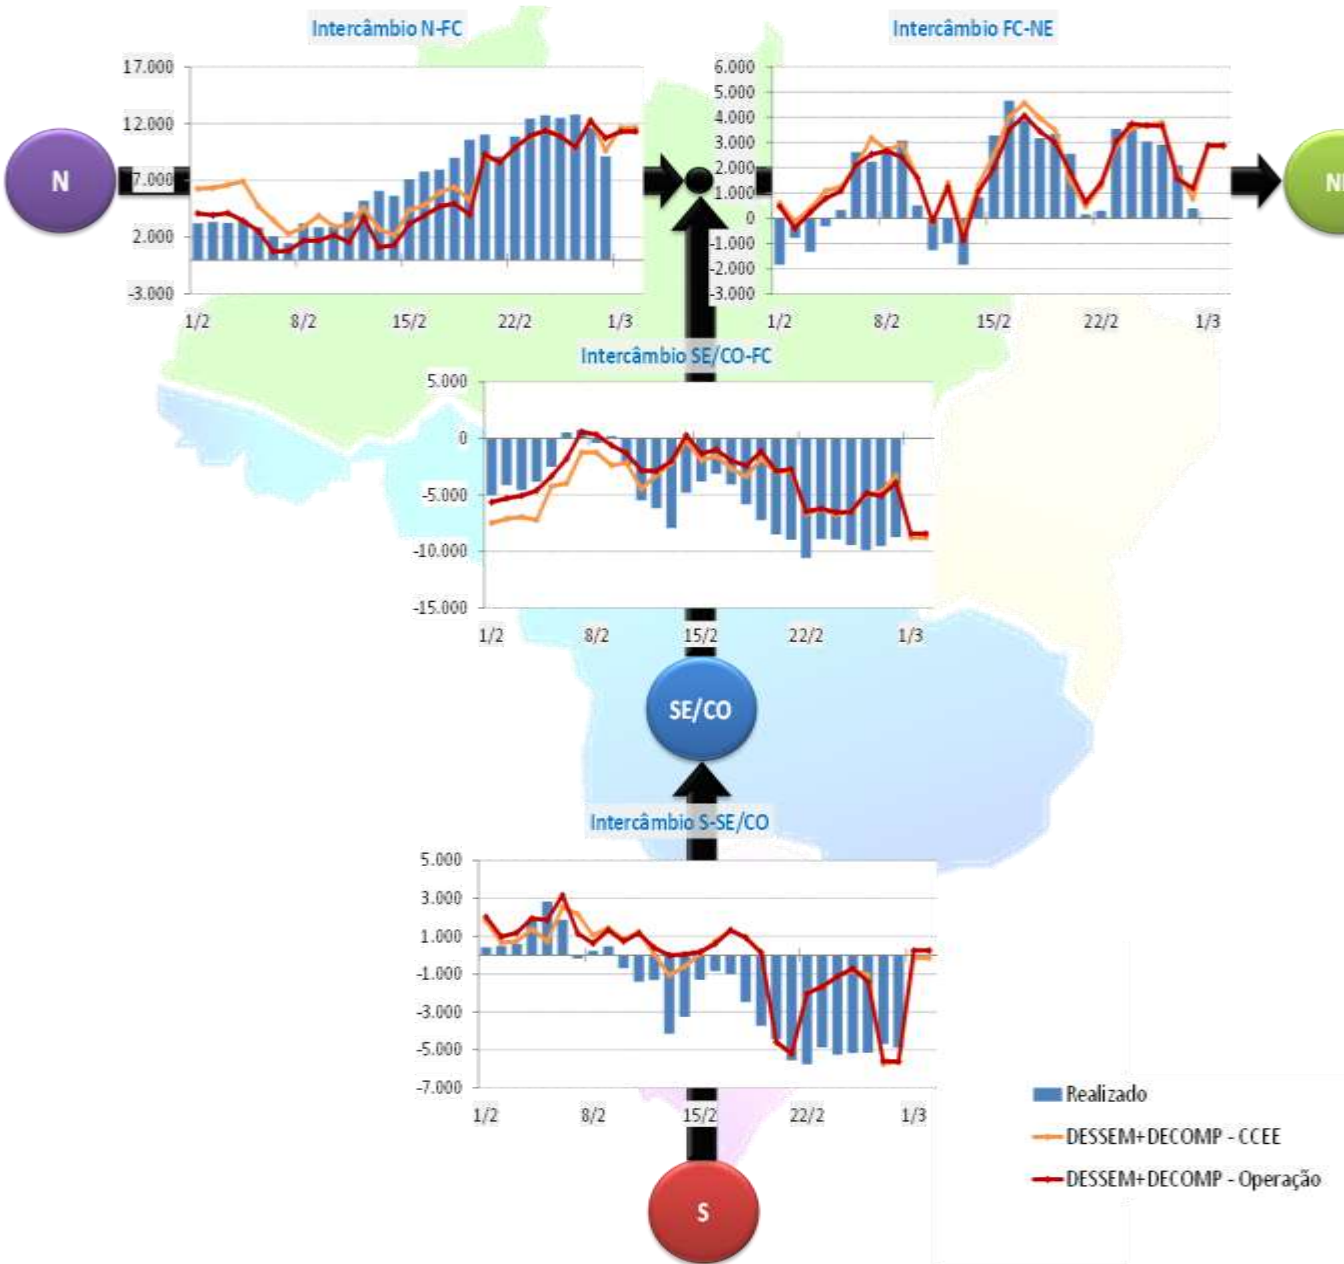 Intercâmbio N-FC
17.000
12.000
7.000
2.000
-3.000
1/2 8/2 15/2 22/2 1/3
N
Intercâmbio FC-NE
6.000
5.000
4.000
3.000
2.000
1.000
0
-1.000
-2.000
-3.000
1/2 8/2 15/2 22/2 1/3
Intercâmbio SE/CO-FC
5.000
0
-5.000
-10.000
-15.000
1/2 8/2 15/2 22/2 1/3
SE/CO
Intercâmbio S-SE/CO
5.000
3.000
1.000
-1.000
-3.000
-5.000
-7.000
1/2 8/2 15/2 22/2 1/3
S
Realizado
DESSEM+DECOMP - CCEE
DESSEM+DECOMP - Operação